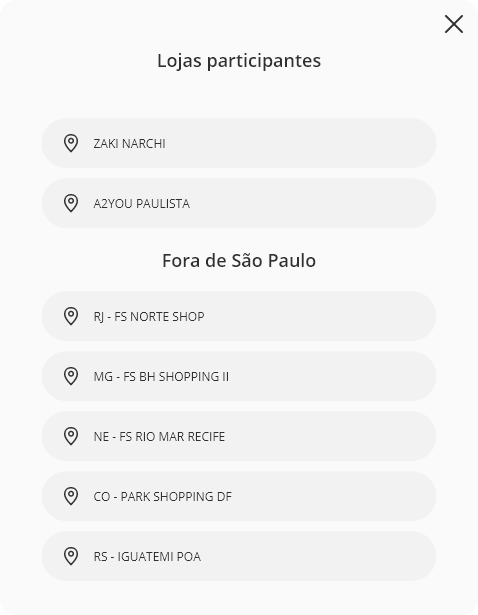 Lojas participantes
ZAKI NARCHI
A2YOU PAULISTA
Fora de São Paulo
RJ - FS NORTE SHOP
MG - FS BH SHOPPING II
NE - FS RIO MAR RECIFE
CO - PARK SHOPPING DF
RS - IGUATEMI POA